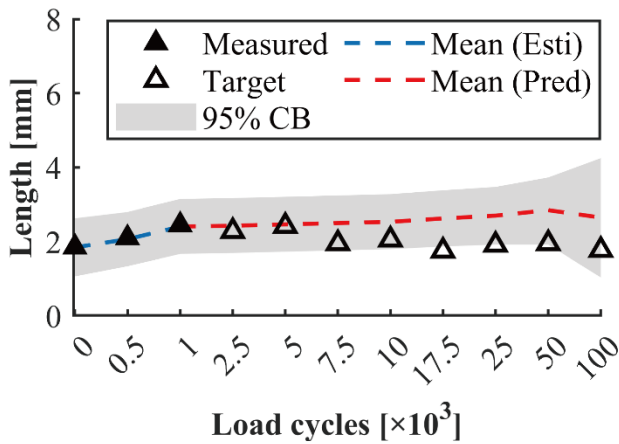 Measured
Mean (Esti)
Target
Mean (Pred)
95% CB
Length [mm]
8
6
4
2
0
0
0.5
1
2.5
5
7.5
10
17.5
25
50
100
Load cycles [×10³]